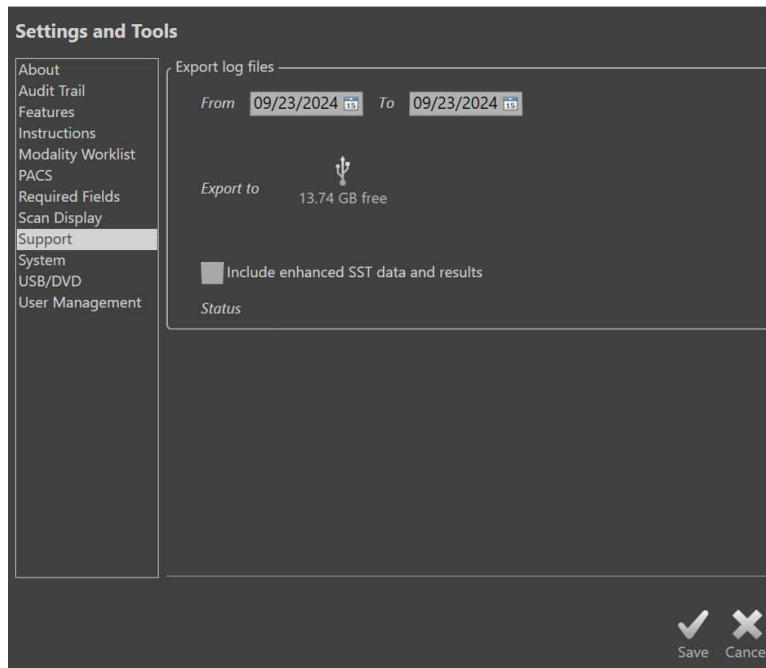 Settings and Tools
About
Audit Trail
Features
Instructions
Modality Worklist
PACS
Required Fields
Scan Display
Support
System
USB/DVD
User Management
Export log files
From 09/23/2024 15 To 09/23/2024 15
Export to
13.74 GB free
Include enhanced SST data and results
Status
Save Cance